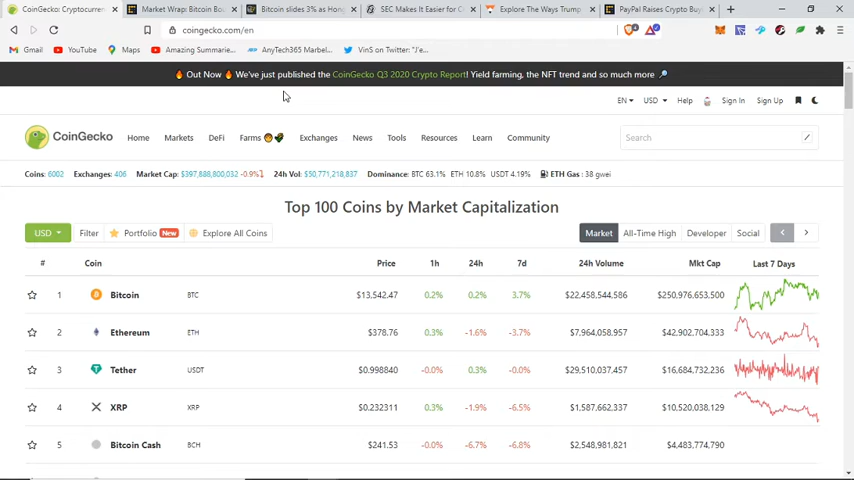 CoinGecko: Cryptocurren
Market Wrap: Bitcoin Boo
Bitcoin slides 3% as Hong
SEC Makes It Easier for C
Explore The Ways Trump
PayPal Raises Crypto Buy
coingecko.com/en
Gmail YouTube Maps Amazing Summarie... AnyTech365 Marbel... VinS on Twitter: "J'e...
Out Now We've just published the CoinGecko Q3 2020 Crypto Report! Yield farming, the NFT trend and so much more
EN USD Help Sign In Sign Up
CoinGecko Home Markets DeFi Farms Exchanges News Tools Resources Learn Community Search /
Coins: 6002 Exchanges: 406 Market Cap: $397,888,800,032 -0.9% 24h Vol: $50,771,218,837 Dominance: BTC 63.1% ETH 10.8% USDT 4.19% ETH Gas: 38 gwei
Top 100 Coins by Market Capitalization
USD Filter Portfolio New Explore All Coins Market All-Time High Developer Social
# Coin Price 1h 24h 7d 24h Volume Mkt Cap Last 7 Days
1 Bitcoin BTC $13,542.47 0.2% 0.2% 3.7% $22,458,544,586 $250,976,653,500
2 Ethereum ETH $378.76 0.3% -1.6% -3.7% $7,964,058,957 $42,902,704,333
3 Tether USDT $0.998840 -0.0% 0.3% -0.0% $29,510,037,457 $16,684,732,236
4 XRP XRP $0.232311 0.3% -1.9% -6.5% $1,587,662,337 $10,520,038,129
5 Bitcoin Cash BCH $241.53 -0.0% -6.7% -6.8% $2,548,981,821 $4,483,774,790